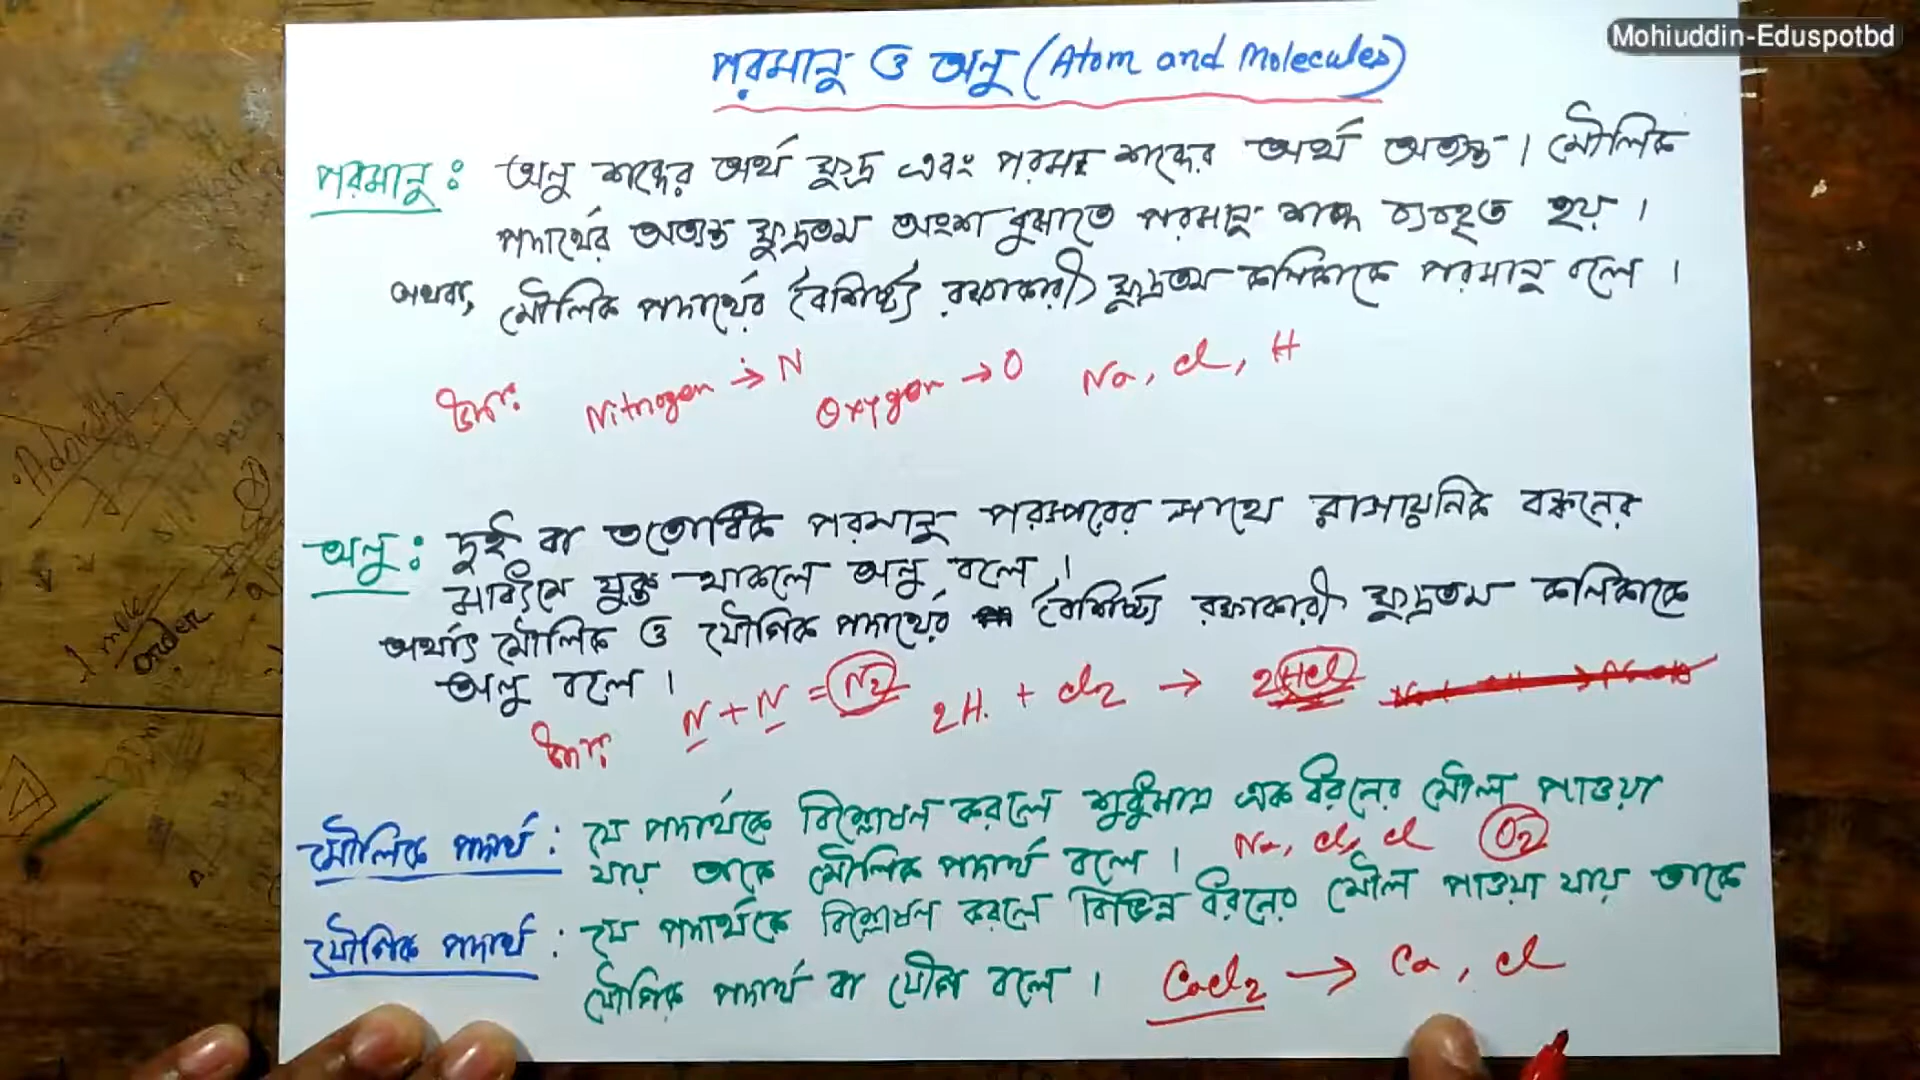 Mohiuddin-Eduspotbd
পরমানু ও অনু (Atom and Molecules)
পরমানু : অনু শব্দের অর্থ ক্ষুদ্র এবং পরম শব্দের অর্থ অত্যন্ত। মৌলিক
পদার্থের অত্যন্ত ক্ষুদ্রতম অংশ বুঝাতে পরমানু শব্দ ব্যবহৃত হয়।
অথবা, মৌলিক পদার্থের বৈশিষ্ট্য রক্ষাকারী ক্ষুদ্রতম কনিকাকে পরমানু বলে।
উদাঃ Nitrogen → N Oxygen → O Na, Cl, H
অনু : দুই বা ততোধিক পরমানু পরস্পরের সাথে রাসায়নিক বন্ধনের
মাধ্যমে যুক্ত থাকলে অনু বলে।
অর্থাৎ মৌলিক ও যৌগিক পদার্থের বৈশিষ্ট্য রক্ষাকারী ক্ষুদ্রতম কনিকাকে
অনু বলে।
উদাঃ N + N = N2 2H + Cl2 → 2HCl
মৌলিক পদার্থ : যে পদার্থকে বিশ্লেষন করলে শুধুমাত্র এক ধরনের মৌল পাওয়া
যায় তাকে মৌলিক পদার্থ বলে। Na, Cl, Cl O2
যৌগিক পদার্থ : যে পদার্থকে বিশ্লেষন করলে বিভিন্ন ধরনের মৌল পাওয়া যায় তাকে
যৌগিক পদার্থ বা যৌগ বলে। CaCl2 → Ca, Cl